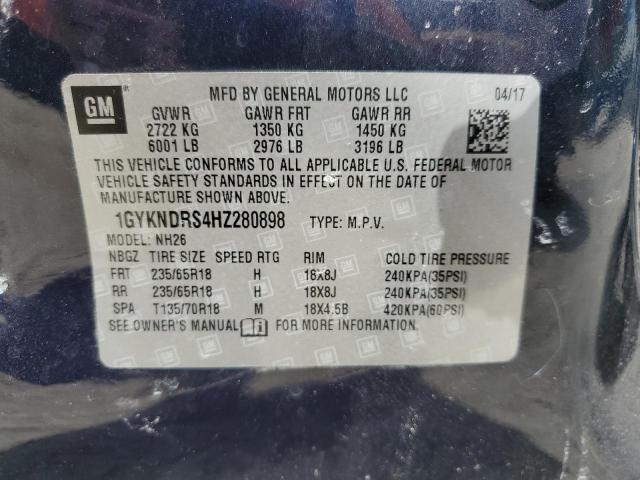 GM
MFD BY GENERAL MOTORS LLC 04/17
GVWR GAWR FRT GAWR RR
2722 KG 1350 KG 1450 KG
6001 LB 2976 LB 3196 LB
THIS VEHICLE CONFORMS TO ALL APPLICABLE U.S. FEDERAL MOTOR
VEHICLE SAFETY STANDARDS IN EFFECT ON THE DATE OF
MANUFACTURE SHOWN ABOVE.
1GYKNDRS4HZ280898 TYPE: M.P.V.
MODEL: NH26
NBGZ TIRE SIZE SPEED RTG RIM COLD TIRE PRESSURE
FRT 235/65R18 H 18X8J 240KPA(35PSI)
RR 235/65R18 H 18X8J 240KPA(35PSI)
SPA T135/70R18 M 18X4.5B 420KPA(60PSI)
SEE OWNER'S MANUAL FOR MORE INFORMATION